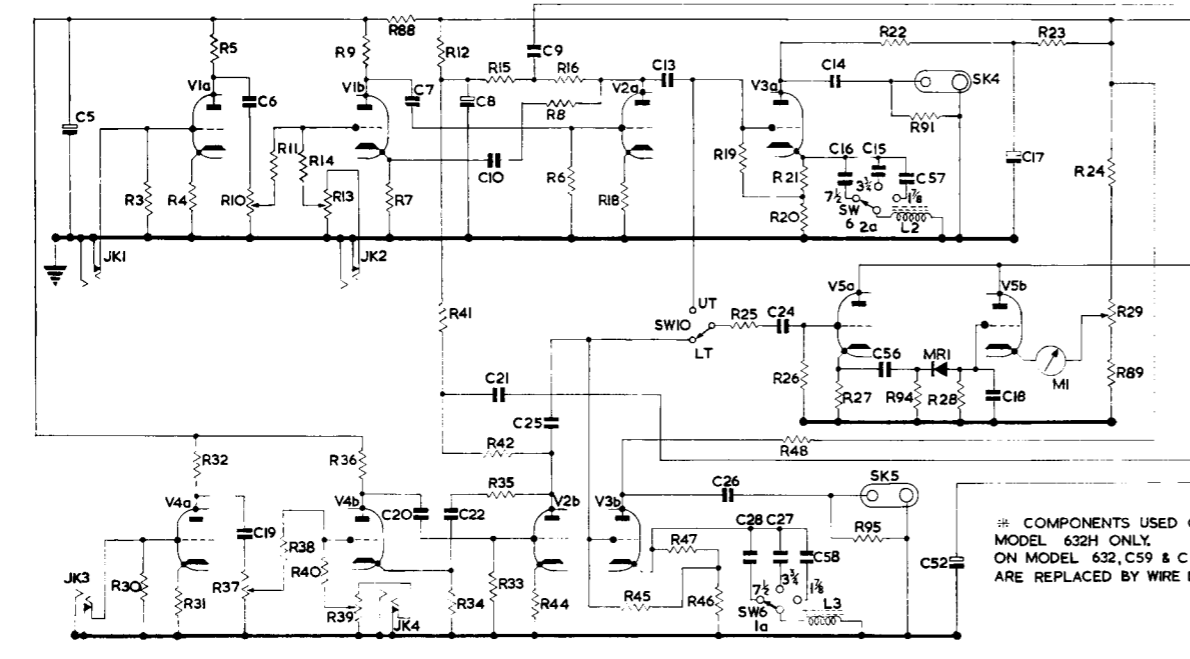 R88
R22
R23
R5
R9
R12
C9
R15
R16
C13
C14
SK4
V1a
V1b
V2a
V3a
C5
C6
C7
C8
R8
R91
R11
R14
C10
R19
C16
C15
C17
R3
R4
R10
R13
R7
R6
R18
R21
C57
R24
7½
3¾
1⅞
R20
SW
6
2a
L2
JK1
JK2
R41
UT
SW10
LT
R25
C24
V5a
V5b
R29
C21
C25
R26
C56
MR1
M1
R27
R94
R28
C18
R89
R42
R48
R32
R36
R35
C26
SK5
V4a
V4b
C20
C22
V2b
V3b
C19
R38
R40
C28
C27
C58
R95
C52
JK3
R30
R31
R37
R39
JK4
R34
R33
R44
R47
R45
R46
7½
3¾
1⅞
SW6
1a
L3
※ COMPONENTS USED
MODEL 632H ONLY.
ON MODEL 632, C59 & C
ARE REPLACED BY WIRE